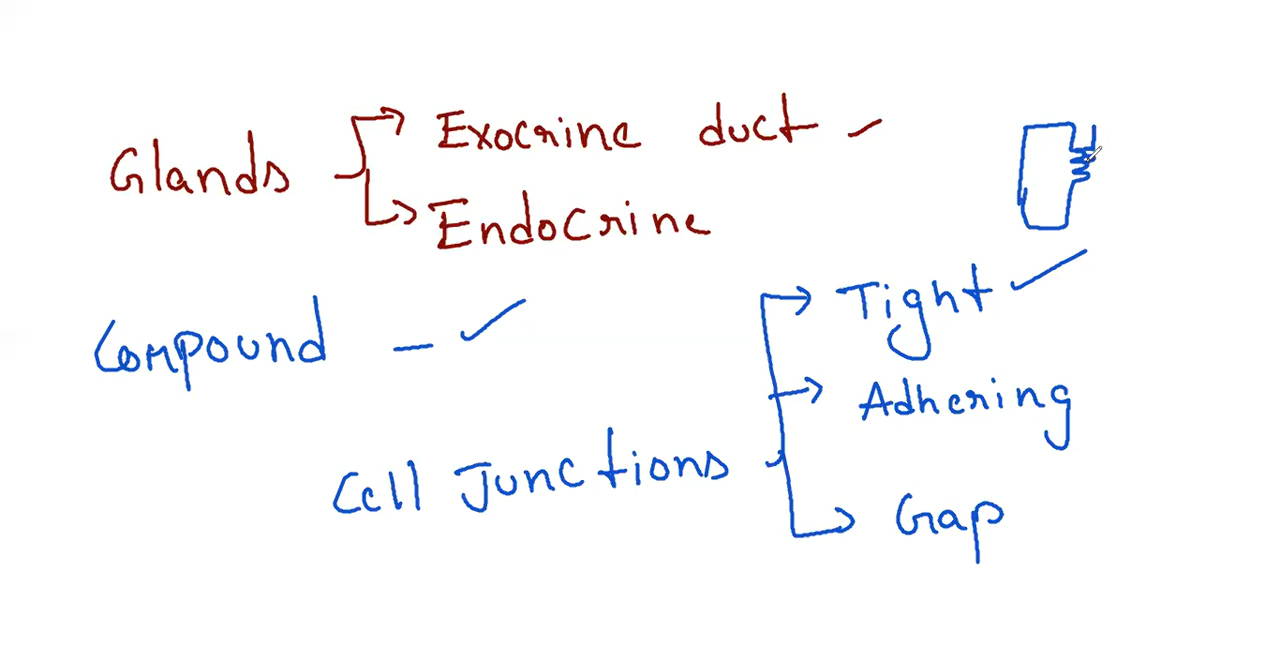 Glands
Exocrine duct
Endocrine
Compound -
Tight
Adhering
Cell Junctions
Gap